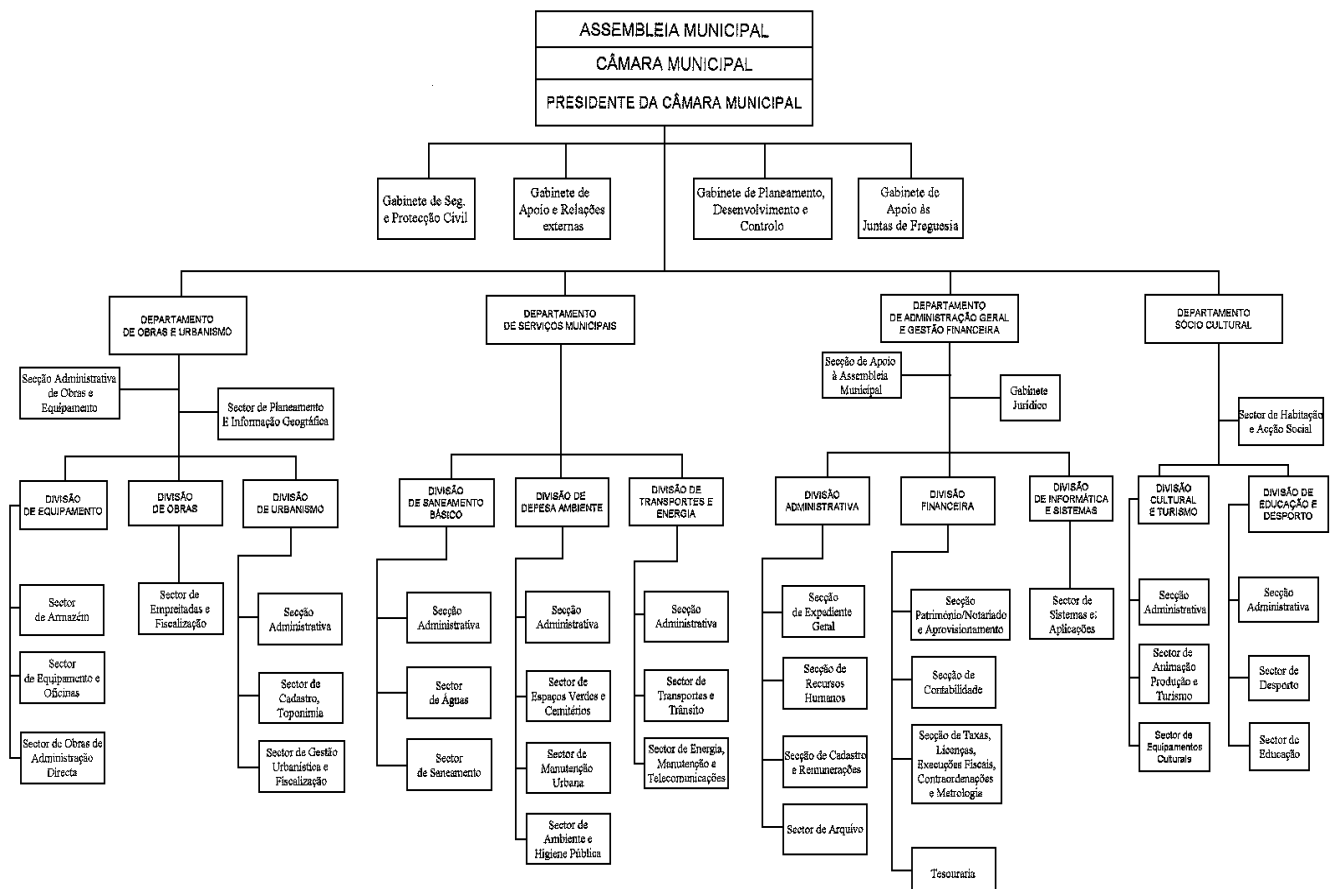 ASSEMBLEIA MUNICIPAL
CÂMARA MUNICIPAL
PRESIDENTE DA CÂMARA MUNICIPAL
Gabinete de Seg.
e Protecção Civil
Gabinete de
Apoio e Relações
externas
Gabinete de Planeamento,
Desenvolvimento e
Controlo
Gabinete de
Apoio às
Juntas de Freguesia
DEPARTAMENTO
DE OBRAS E URBANISMO
DEPARTAMENTO
DE SERVIÇOS MUNICIPAIS
DEPARTAMENTO
DE ADMINISTRAÇÃO GERAL
E GESTÃO FINANCEIRA
DEPARTAMENTO
SÓCIO CULTURAL
Secção Administrativa
de Obras e
Equipamento
Sector de Planeamento
E Informação Geográfica
Secção de Apoio
à Assembleia
Municipal
Gabinete
Jurídico
Sector de Habitação
e Acção Social
DIVISÃO
DE EQUIPAMENTO
DIVISÃO
DE OBRAS
DIVISÃO
DE URBANISMO
DIVISÃO
DE SANEAMENTO
BÁSICO
DIVISÃO DE
DEFESA AMBIENTE
DIVISÃO DE
TRANSPORTES E
ENERGIA
DIVISÃO
ADMINISTRATIVA
DIVISÃO
FINANCEIRA
DIVISÃO
DE INFORMÁTICA
E SISTEMAS
DIVISÃO
CULTURAL
E TURISMO
DIVISÃO DE
EDUCAÇÃO E
DESPORTO
Sector
de Armazém
Sector
de Equipamento e
Oficinas
Sector de Obras de
Administração
Directa
Sector de
Empreitadas e
Fiscalização
Secção
Administrativa
Sector de
Cadastro,
Toponimia
Sector de Gestão
Urbanística e
Fiscalização
Secção
Administrativa
Sector
de Águas
Sector
de Saneamento
Secção
Administrativa
Sector de
Espaços Verdes e
Cemitérios
Sector de
Manutenção
Urbana
Sector de
Ambiente e
Higiene Pública
Secção
Administrativa
Sector de
Transportes e
Trânsito
Sector de Energia,
Manutenção e
Telecomunicações
Secção
de Expediente
Geral
Secção de
Recursos
Humanos
Secção de Cadastro
e Remunerações
Sector de Arquivo
Secção
Património/Notariado
e Aprovisionamento
Secção de
Contabilidade
Secção de Taxas,
Licenças,
Execuções Fiscais,
Contraordenações
e Metrologia
Tesouraria
Sector de
Sistemas e;
Aplicações
Secção
Administrativa
Sector de
Animação
Produção e
Turismo
Sector de
Equipamentos
Culturais
Secção
Administrativa
Sector de
Desporto
Sector de
Educação